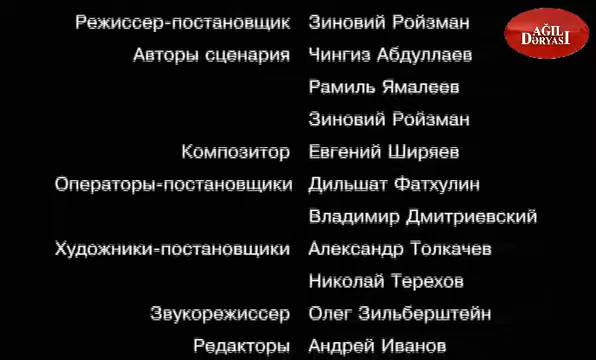 Режиссер-постановщик Зиновий Ройзман
Авторы сценария Чингиз Абдуллаев
Рамиль Ямалеев
Зиновий Ройзман
Композитор Евгений Ширяев
Операторы-постановщики Дильшат Фатхулин
Владимир Дмитриевский
Художники-постановщики Александр Толкачев
Николай Терехов
Звукорежиссер Олег Зильберштейн
Редакторы Андрей Иванов
AĞIL
DƏRYASI